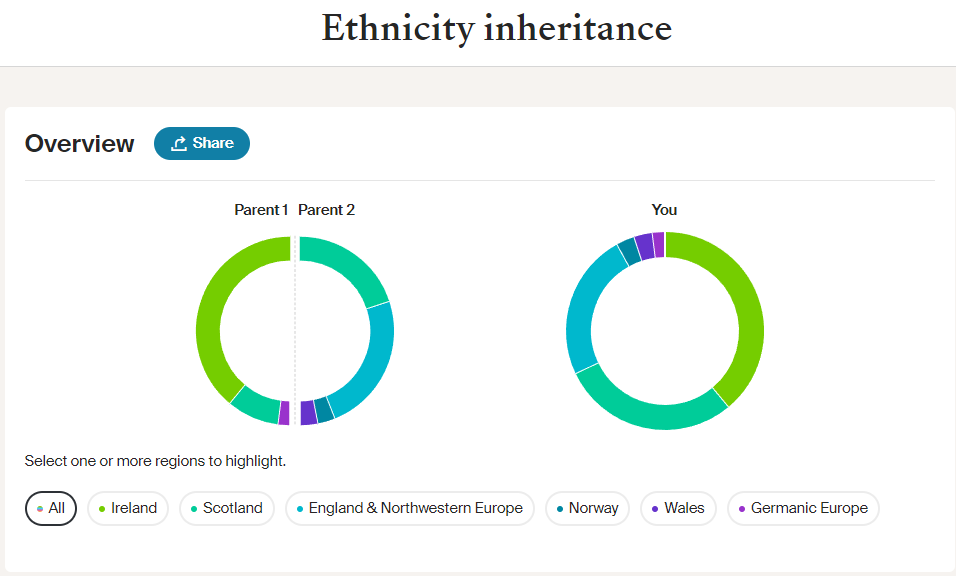 Ethnicity inheritance
Overview
Share
Parent 1 Parent 2
You
Select one or more regions to highlight.
All
Ireland
Scotland
England & Northwestern Europe
Norway
Wales
Germanic Europe